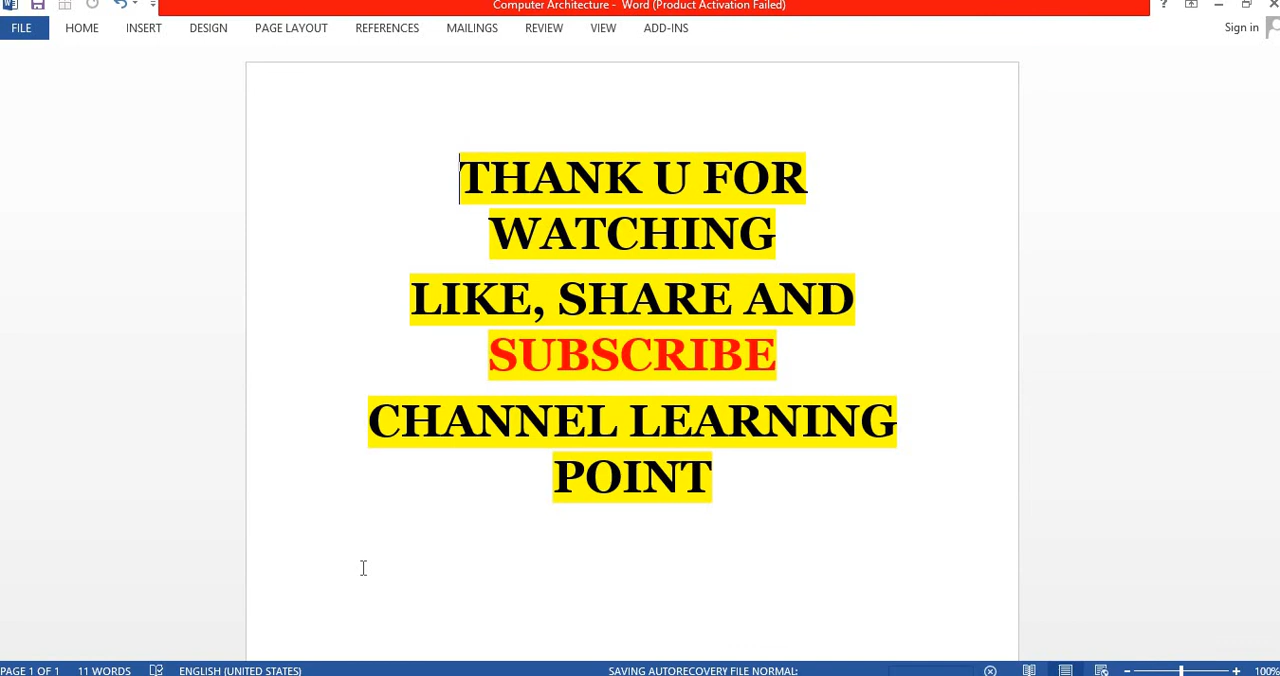 Computer Architecture -  Word (Product Activation Failed)
FILE HOME INSERT DESIGN PAGE LAYOUT REFERENCES MAILINGS REVIEW VIEW ADD-INS Sign in
THANK U FOR
WATCHING
LIKE, SHARE AND
SUBSCRIBE
CHANNEL LEARNING
POINT
PAGE 1 OF 1 11 WORDS ENGLISH (UNITED STATES) SAVING AUTORECOVERY FILE NORMAL: 100%